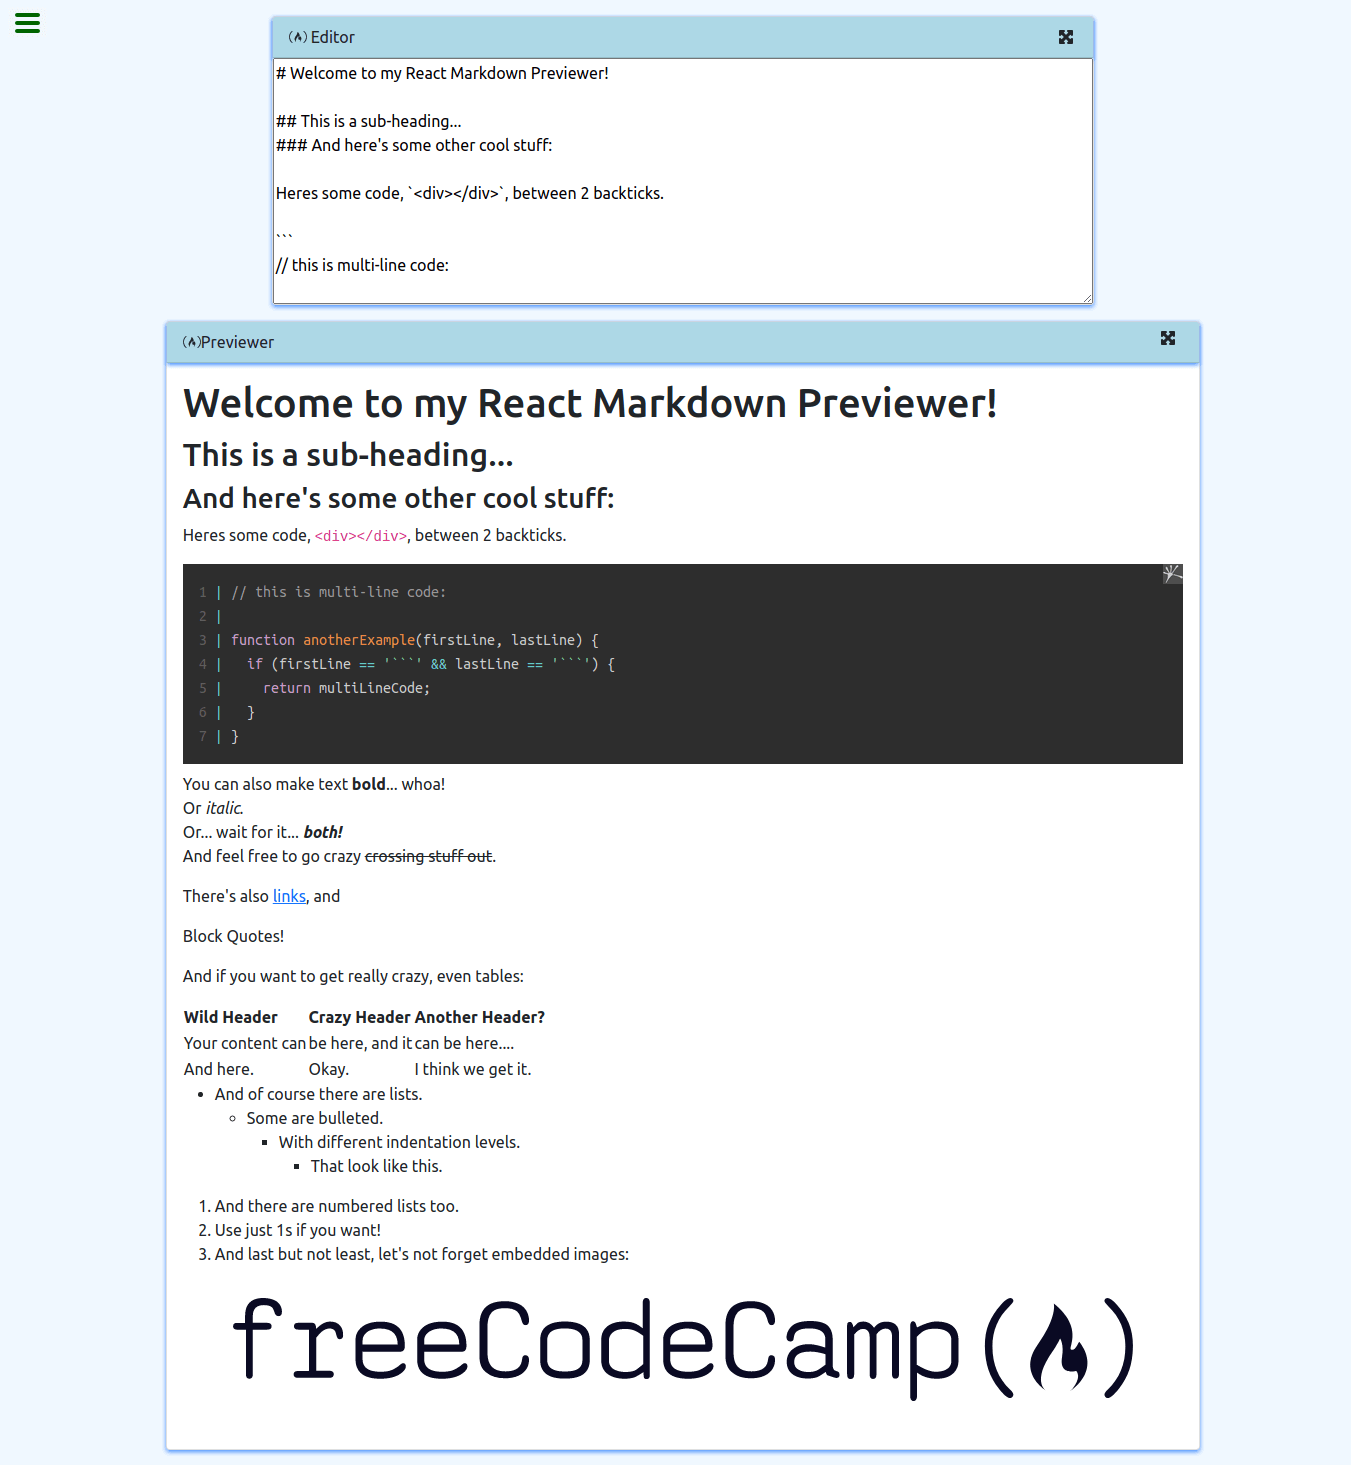 Editor
# Welcome to my React Markdown Previewer!
## This is a sub-heading...
### And here's some other cool stuff:
Heres some code, `<div></div>`, between 2 backticks.
```
// this is multi-line code:
Previewer
Welcome to my React Markdown Previewer!
This is a sub-heading...
And here's some other cool stuff:
Heres some code, <div></div>, between 2 backticks.
1 | // this is multi-line code:
2 |
3 | function anotherExample(firstLine, lastLine) {
4 |   if (firstLine == '```' && lastLine == '```') {
5 |     return multiLineCode;
6 |   }
7 | }
You can also make text bold... whoa!
Or italic.
Or... wait for it... both!
And feel free to go crazy crossing stuff out.
There's also links, and
Block Quotes!
And if you want to get really crazy, even tables:
Wild Header Crazy Header Another Header?
Your content can be here, and it can be here....
And here. Okay. I think we get it.
• And of course there are lists.
◦ Some are bulleted.
▪ With different indentation levels.
▪ That look like this.
1. And there are numbered lists too.
2. Use just 1s if you want!
3. And last but not least, let's not forget embedded images:
freeCodeCamp